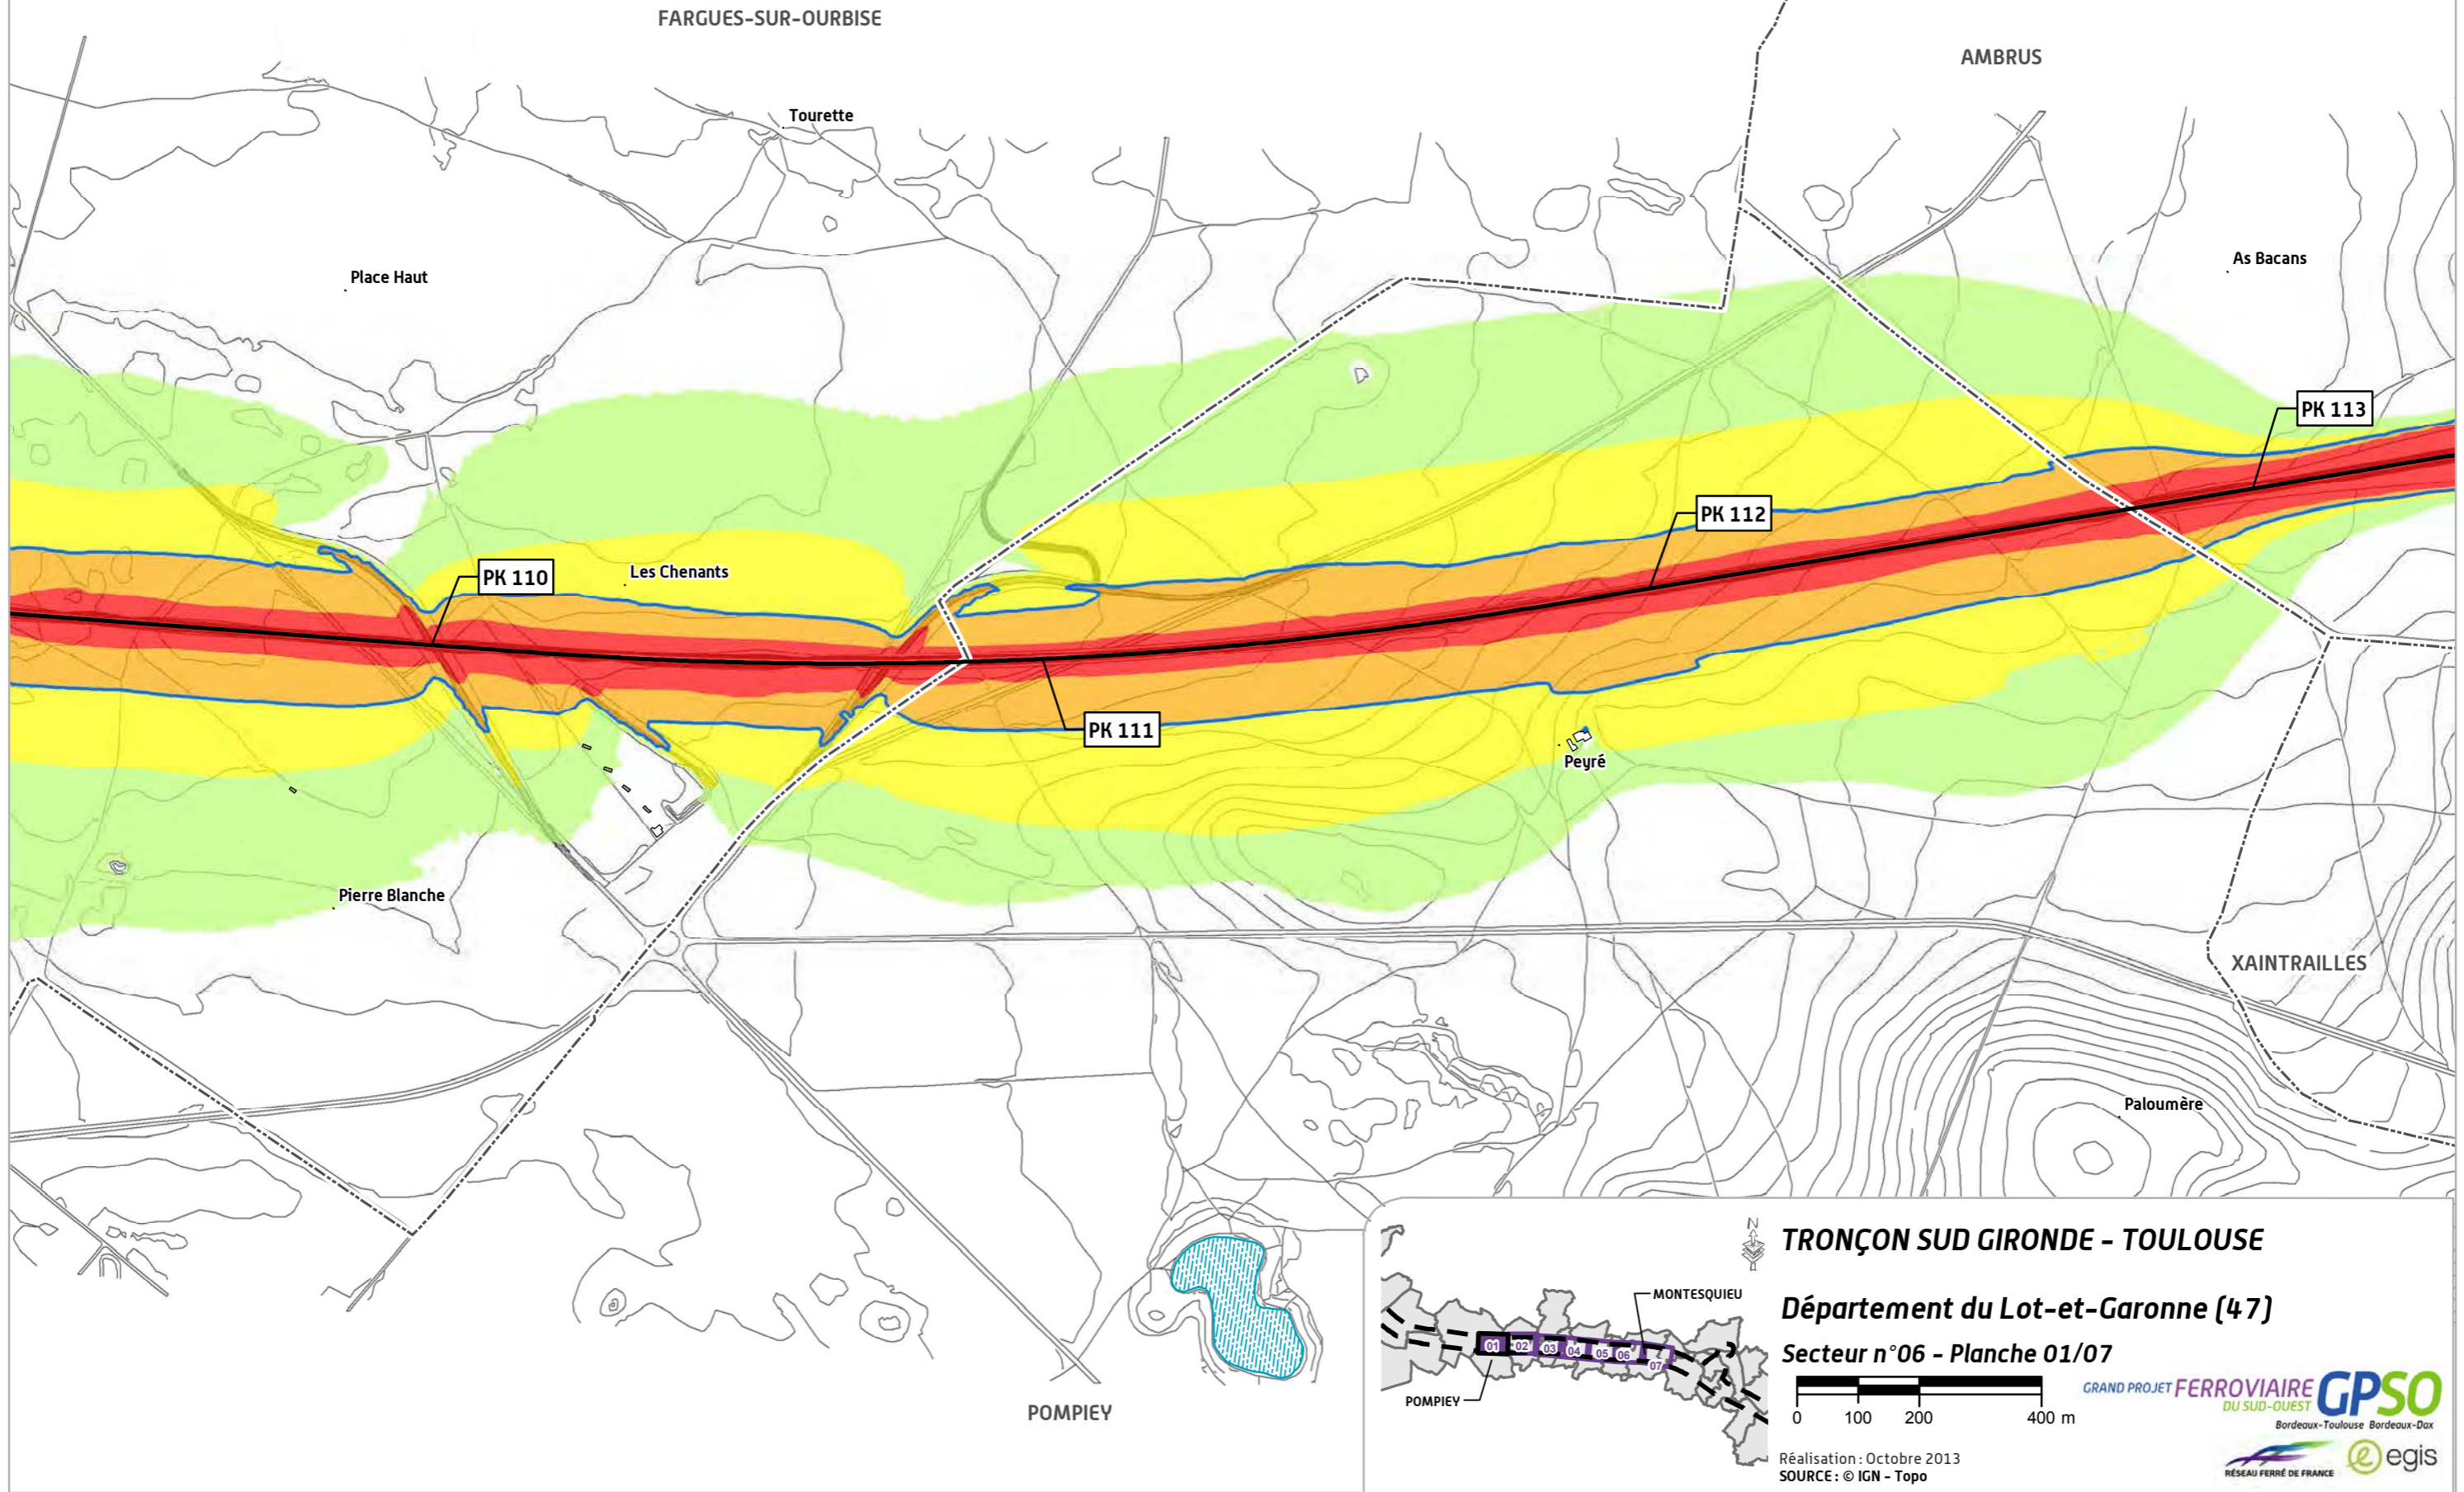 FARGUES-SUR-OURBISE
AMBRUS
Tourette
As Bacans
Place Haut
PK 113
PK 112
PK 110
Les Chenants
PK 111
Peyré
Pierre Blanche
XAINTRAILLES
Paloumère
POMPIEY
N
MONTESQUIEU
01 02 03 04 05 06 07
POMPIEY
TRONÇON SUD GIRONDE - TOULOUSE
Département du Lot-et-Garonne (47)
Secteur n°06 - Planche 01/07
0 100 200 400 m
Réalisation : Octobre 2013
SOURCE : © IGN - Topo
GRAND PROJET FERROVIAIRE
DU SUD-OUEST
GPSO
Bordeaux-Toulouse Bordeaux-Dax
RÉSEAU FERRÉ DE FRANCE
egis